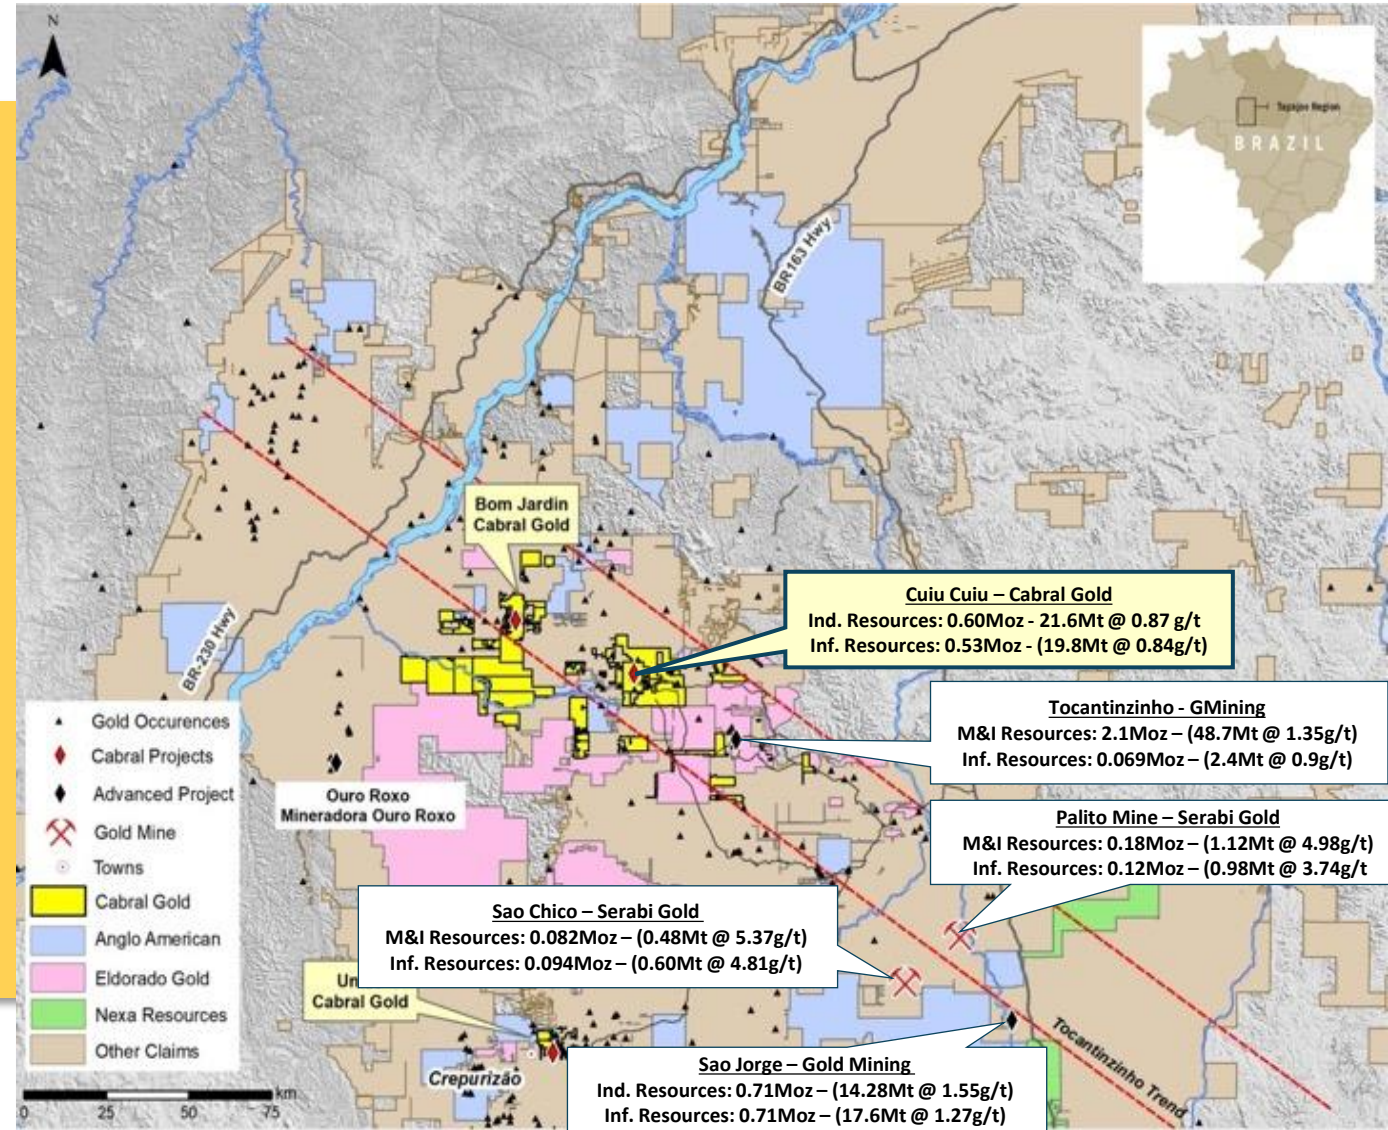 N
Tapajos Region
BRAZIL
BR163 Hwy
Bom Jardin
Cabral Gold
BR-230 Hwy
Cuiu Cuiu – Cabral Gold
Ind. Resources: 0.60Moz - 21.6Mt @ 0.87 g/t
Inf. Resources: 0.53Moz - (19.8Mt @ 0.84g/t)
Tocantinzinho - GMining
M&I Resources: 2.1Moz – (48.7Mt @ 1.35g/t)
Inf. Resources: 0.069Moz – (2.4Mt @ 0.9g/t)
Ouro Roxo
Mineradora Ouro Roxo
Palito Mine – Serabi Gold
M&I Resources: 0.18Moz – (1.12Mt @ 4.98g/t)
Inf. Resources: 0.12Moz – (0.98Mt @ 3.74g/t
Sao Chico – Serabi Gold
M&I Resources: 0.082Moz – (0.48Mt @ 5.37g/t)
Inf. Resources: 0.094Moz – (0.60Mt @ 4.81g/t)
Un
Cabral Gold
Sao Jorge – Gold Mining
Ind. Resources: 0.71Moz – (14.28Mt @ 1.55g/t)
Inf. Resources: 0.71Moz – (17.6Mt @ 1.27g/t)
Tocantinzinho Trend
Crepurizão
Gold Occurences
Cabral Projects
Advanced Project
Gold Mine
Towns
Cabral Gold
Anglo American
Eldorado Gold
Nexa Resources
Other Claims
km
0 25 50 75